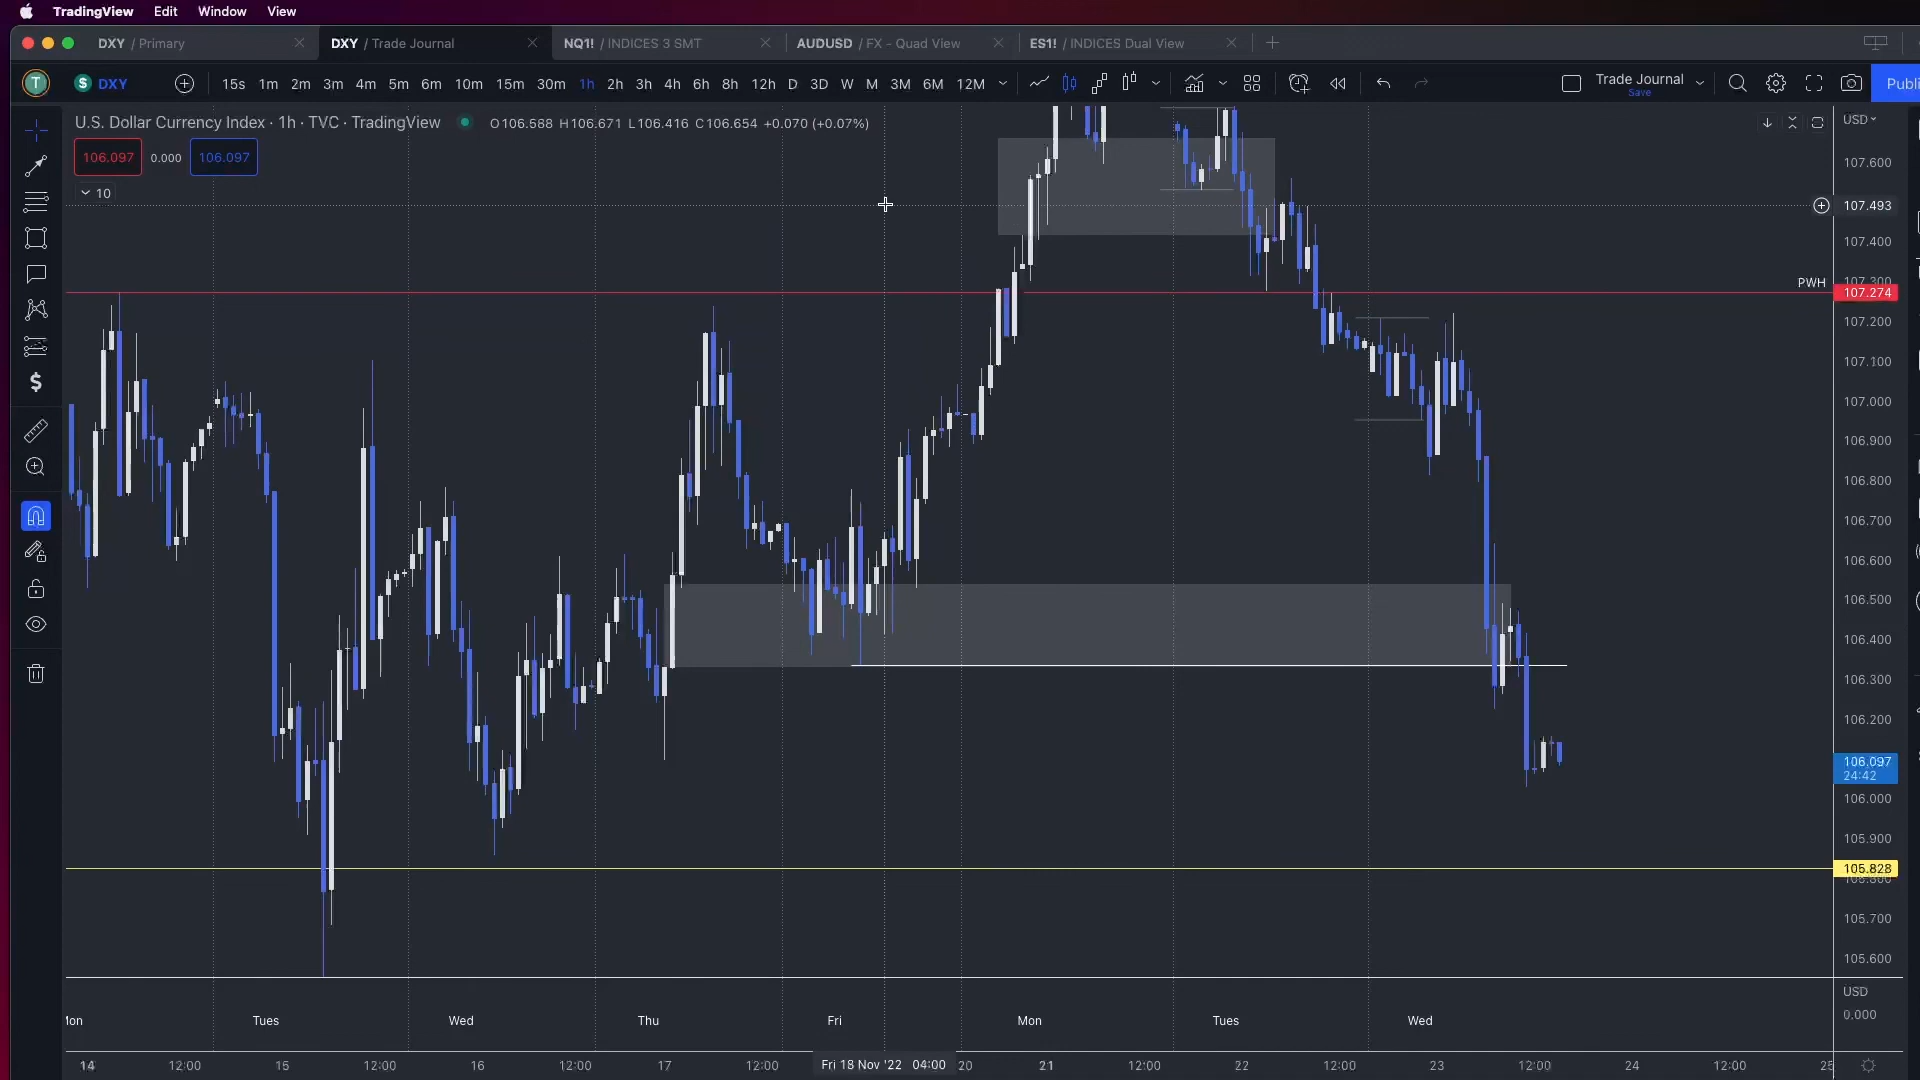 TradingView Edit Window View
DXY / Primary DXY / Trade Journal NQ1! / INDICES 3 SMT AUDUSD / FX - Quad View ES1! / INDICES Dual View
T $ DXY 15s 1m 2m 3m 4m 5m 6m 10m 15m 30m 1h 2h 3h 4h 6h 8h 12h D 3D W M 3M 6M 12M Trade Journal Publi
Save
U.S. Dollar Currency Index · 1h · TVC · TradingView O106.588 H106.671 L106.416 C106.654 +0.070 (+0.07%) USD
106.097 0.000 106.097
107.600
10
107.493
107.400
PWH 107.300
107.274
107.200
107.100
107.000
106.900
106.800
106.700
106.600
106.500
106.400
106.300
106.200
106.097
24:42
106.000
105.900
105.828
105.800
105.700
105.600
USD
0.000
Mon Tues Wed Thu Fri Mon Tues Wed
14 12:00 15 12:00 16 12:00 17 12:00 Fri 18 Nov '22 04:00 20 21 12:00 22 12:00 23 12:00 24 12:00 25